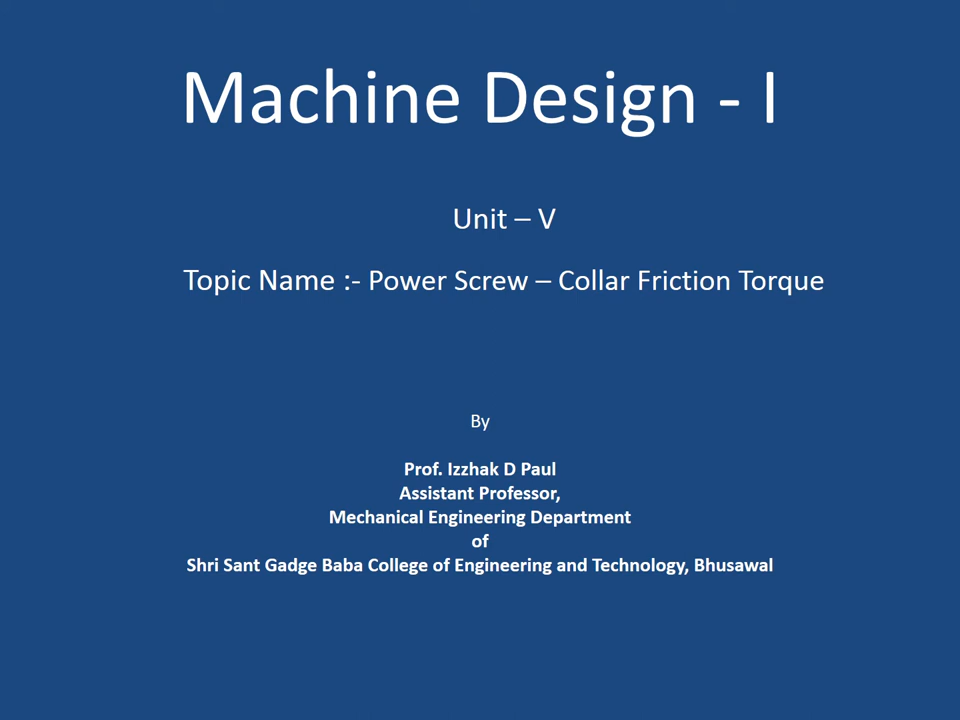 Machine Design - I
Unit – V
Topic Name :- Power Screw – Collar Friction Torque
By
Prof. Izzhak D Paul
Assistant Professor,
Mechanical Engineering Department
of
Shri Sant Gadge Baba College of Engineering and Technology, Bhusawal